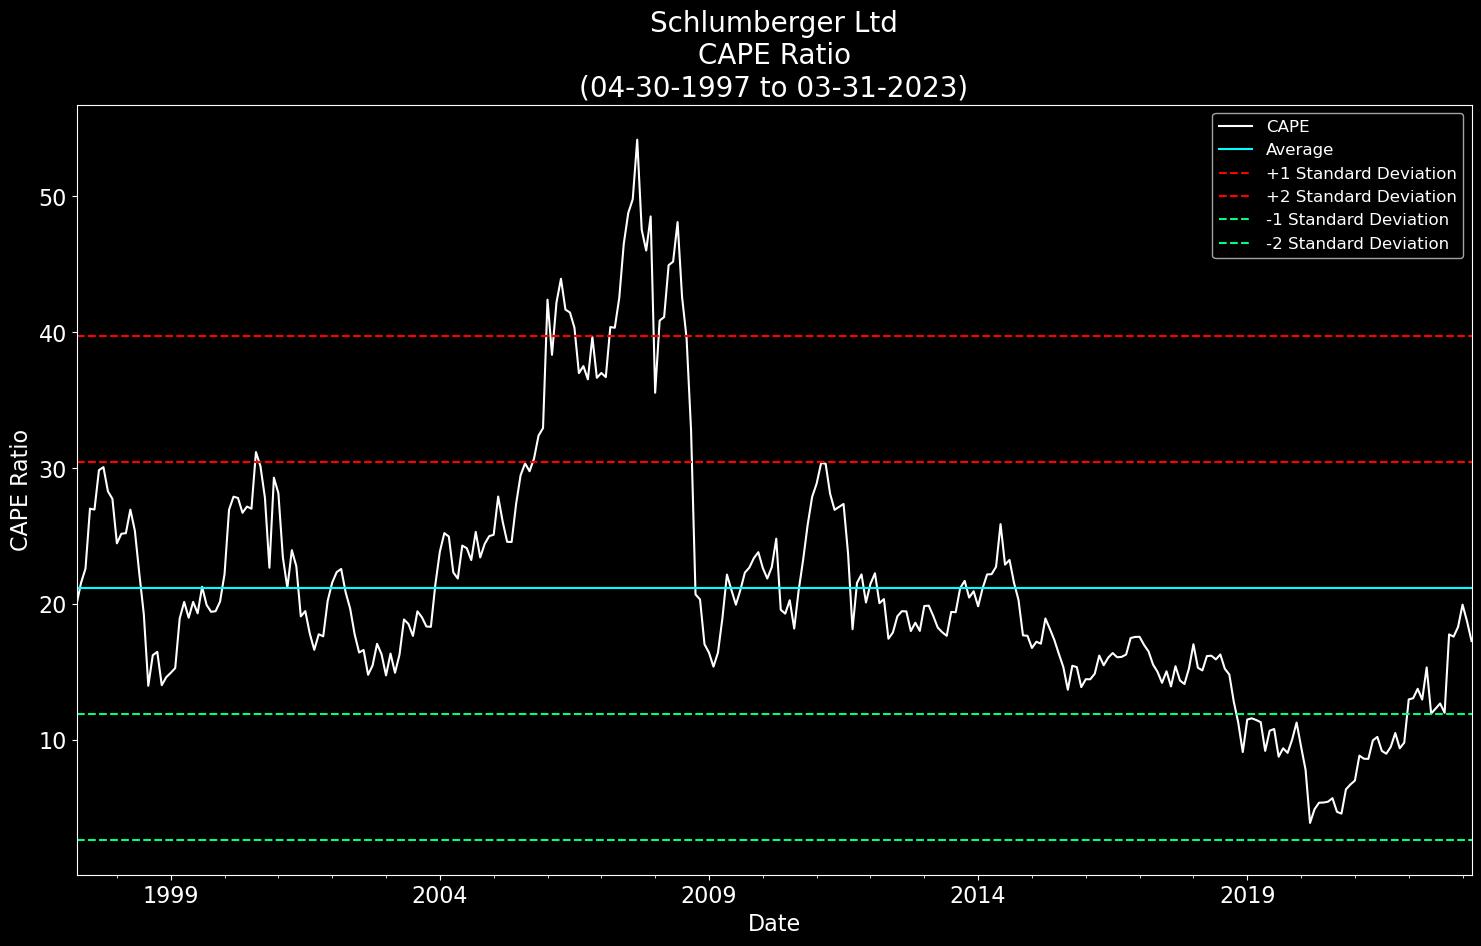 Schlumberger Ltd
CAPE Ratio
(04-30-1997 to 03-31-2023)
CAPE
Average
+1 Standard Deviation
+2 Standard Deviation
-1 Standard Deviation
-2 Standard Deviation
CAPE Ratio
50
40
30
20
10
1999 2004 2009 2014 2019
Date